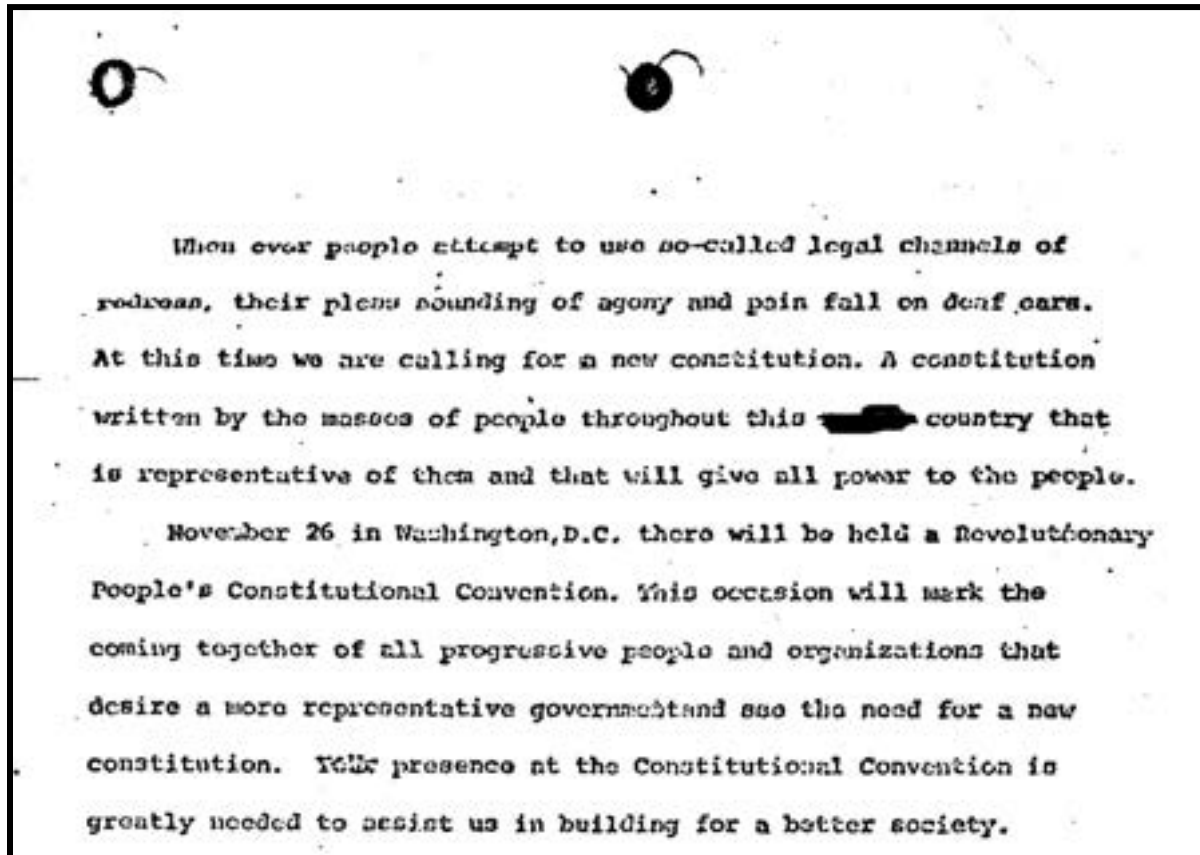 When ever people attempt to use so-called legal channels of
redress, their pleas sounding of agony and pain fall on deaf ears.
At this time we are calling for a new constitution. A constitution
written by the masses of people throughout this country that
is representative of them and that will give all power to the people.
November 26 in Washington,D.C. there will be held a Revolutionary
People's Constitutional Convention. This occasion will mark the
coming together of all progressive people and organizations that
desire a more representative governmentand see the need for a new
constitution. Your presence at the Constitutional Convention is
greatly needed to assist us in building for a better society.